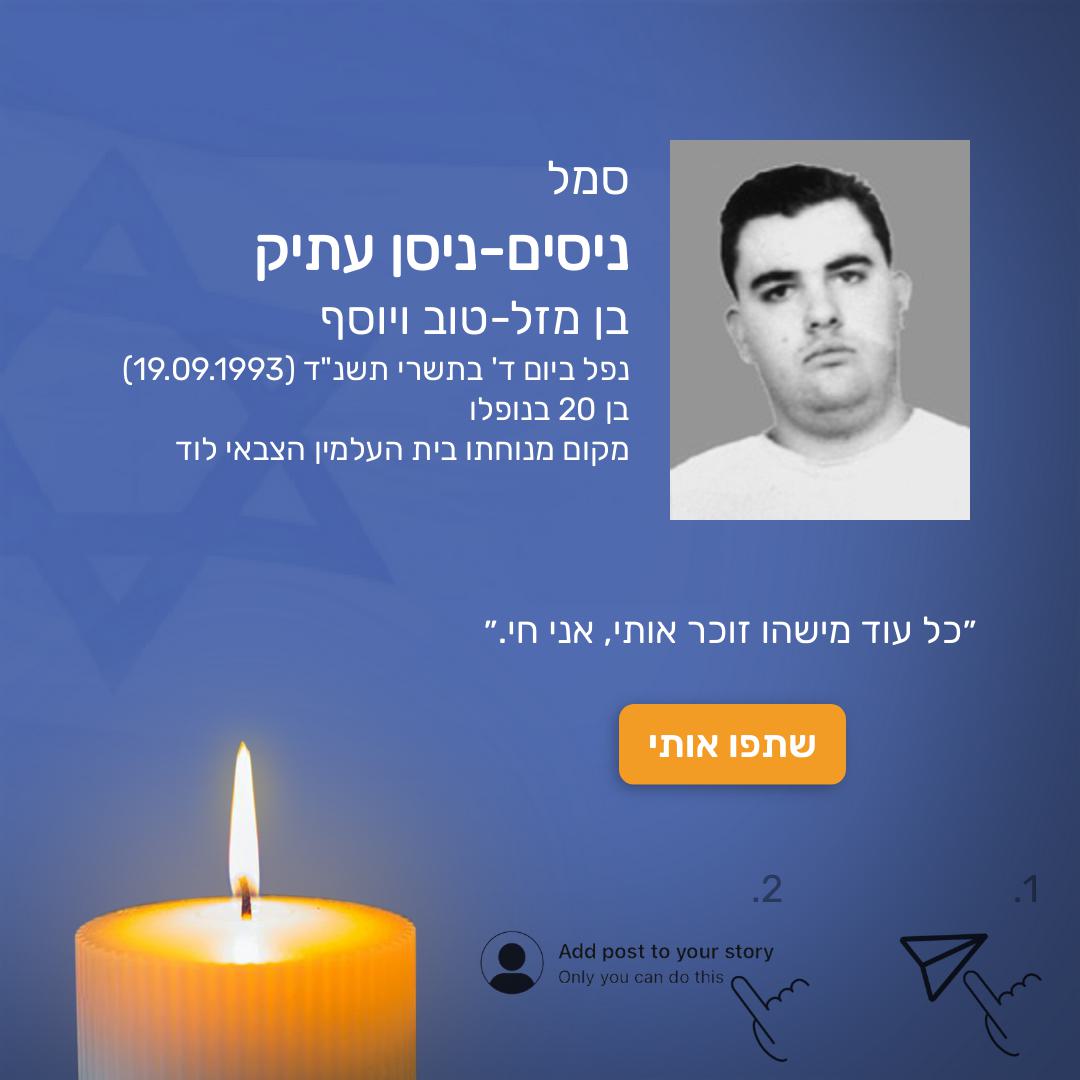 סמל
ניסים-ניסן עתיק
בן מזל-טוב ויוסף
נפל ביום ד' בתשרי תשנ"ד (19.09.1993)
בן 20 בנופלו
מקום מנוחתו בית העלמין הצבאי לוד
״כל עוד מישהו זוכר אותי, אני חי.״
שתפו אותי
1.
2.
Add post to your story
Only you can do this